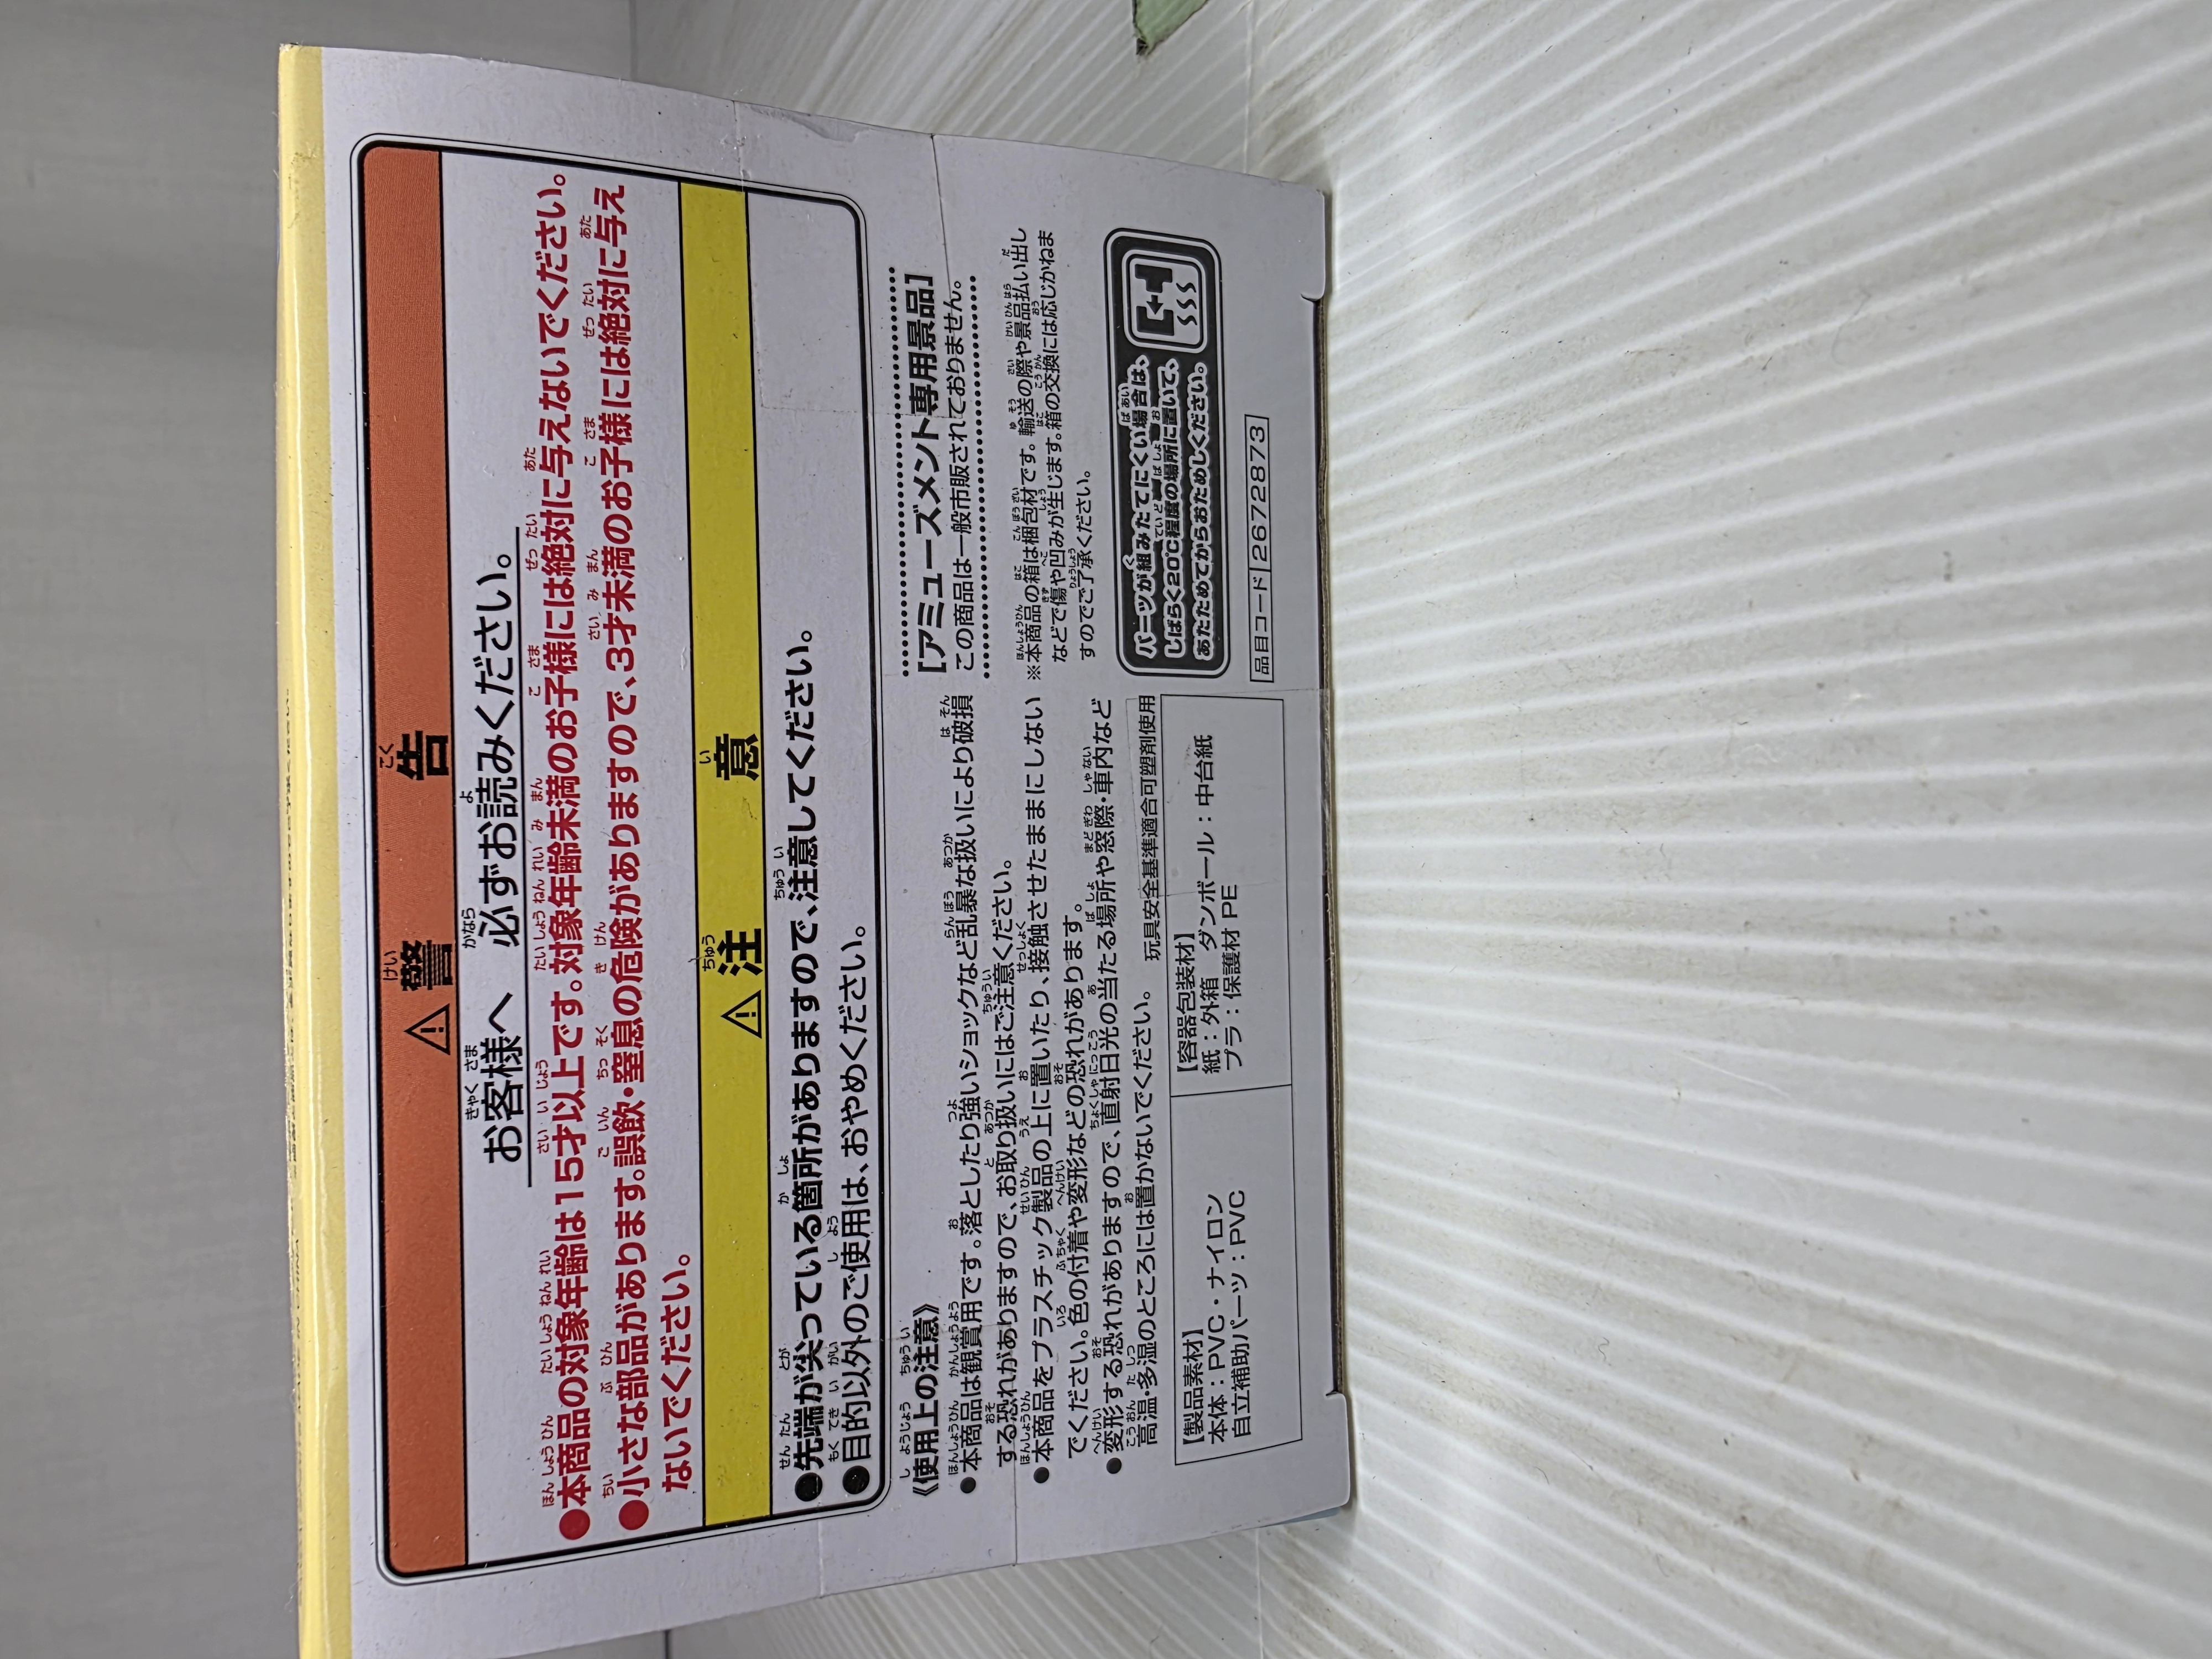 ⚠警告
お客様へ 必ずお読みください。
●本商品の対象年齢は15才以上です。対象年齢未満のお子様には絶対に与えないでください。
●小さな部品があります。誤飲・窒息の危険がありますので、3才未満のお子様には絶対に与え
ないでください。
⚠注意
●先端が尖っている箇所がありますので、注意してください。
●目的以外のご使用は、おやめください。
《使用上の注意》
●本商品は観賞用です。落としたり強いショックなど乱暴な扱いにより破損
する恐れがありますので、お取り扱いにはご注意ください。
●本商品をプラスチック製品の上に置いたり、接触させたままにしない
でください。色の付着や変形などの恐れがあります。
●変形する恐れがありますので、直射日光の当たる場所や窓際・車内など
高温・多湿のところには置かないでください。
玩具安全基準適合可塑剤使用
【製品素材】
本体：PVC・ナイロン
自立補助パーツ：PVC
【容器包装材】
紙：外箱 ダンボール：中台紙
プラ：保護材 PE
［アミューズメント専用景品］
この商品は一般市販されておりません。
※本商品の箱は梱包材です。輸送の際や景品払い出し
などで傷や凹みが生じます。箱の交換には応じかねま
すのでご了承ください。
パーツが組みたてにくい場合は、
しばらく20℃程度の場所に置いて、
あたためてからおためしください。
品目コード 2672873